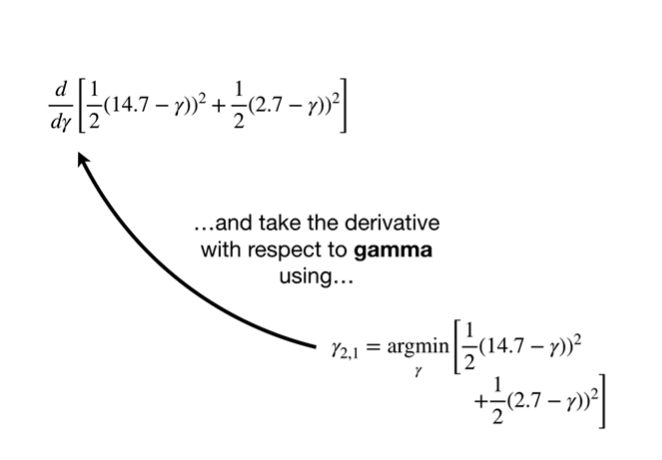 d/dγ [1/2(14.7 − γ))² + 1/2(2.7 − γ))²]
...and take the derivative
with respect to gamma
using...
γ₂,₁ = argmin_γ [1/2(14.7 − γ))²
+1/2(2.7 − γ))²]